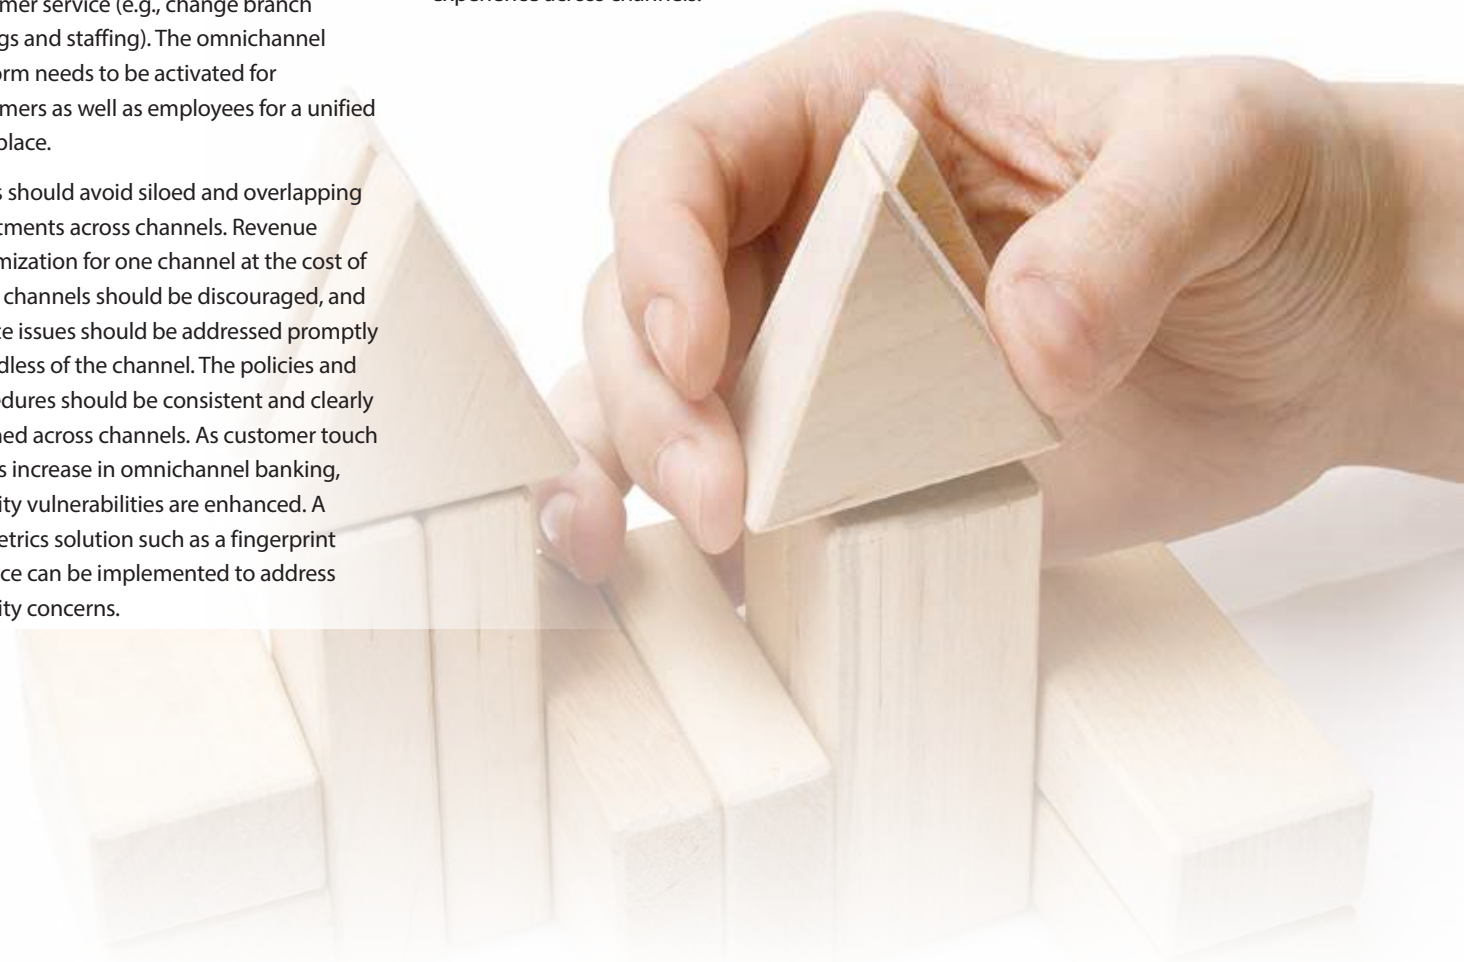 mer service (e.g., change branch
gs and staffing). The omnichannel
orm needs to be activated for
mers as well as employees for a unified
place.
s should avoid siloed and overlapping
tments across channels. Revenue
mization for one channel at the cost of
channels should be discouraged, and
e issues should be addressed promptly
dless of the channel. The policies and
edures should be consistent and clearly
ned across channels. As customer touch
s increase in omnichannel banking,
ity vulnerabilities are enhanced. A
etrics solution such as a fingerprint
ce can be implemented to address
ity concerns.
experience across channels.